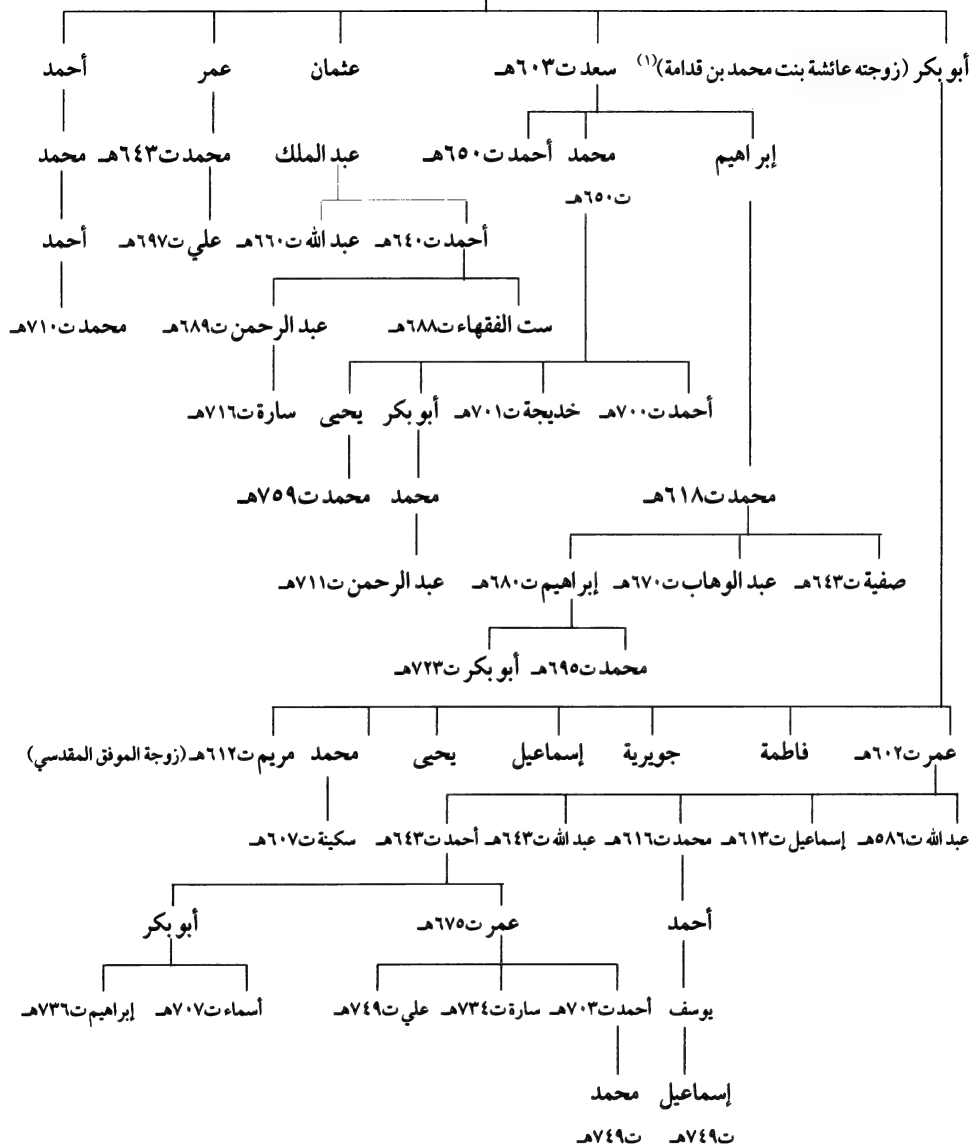 أبو بكر (زوجته عائشة بنت محمد بن قدامة)(١) سعد ت٦٠٣هـ عثمان عمر أحمد
إبراهيم محمد أحمد ت٦٥٠هـ عبد الملك محمد ت٦٤٣هـ محمد
ت٦٥٠هـ
أحمد ت٦٤٠هـ عبد الله ت٦٦٠هـ علي ت٦٩٧هـ أحمد
ست الفقهاء ت٦٨٨هـ عبد الرحمن ت٦٨٩هـ محمد ت٧١٠هـ
أحمد ت٧٠٠هـ خديجة ت٧٠١هـ أبو بكر يحيى سارة ت٧١٦هـ
محمد ت٦١٨هـ محمد محمد ت٧٥٩هـ
صفية ت٦٤٣هـ عبد الوهاب ت٦٧٠هـ إبراهيم ت٦٨٠هـ عبد الرحمن ت٧١١هـ
محمد ت٦٩٥هـ أبو بكر ت٧٢٣هـ
عمر ت٦٠٢هـ فاطمة جويرية إسماعيل يحيى محمد مريم ت٦١٢هـ (زوجة الموفق المقدسي)
عبد الله ت٥٨٦هـ إسماعيل ت٦١٣هـ محمد ت٦١٦هـ عبد الله ت٦٤٣هـ أحمد ت٦٤٣هـ سكينة ت٦٠٧هـ
أحمد عمر ت٦٧٥هـ أبو بكر
يوسف أحمد ت٧٠٣هـ سارة ت٧٣٤هـ علي ت٧٤٩هـ أسماء ت٧٠٧هـ إبراهيم ت٧٣٦هـ
إسماعيل محمد
ت٧٤٩هـ ت٧٤٩هـ